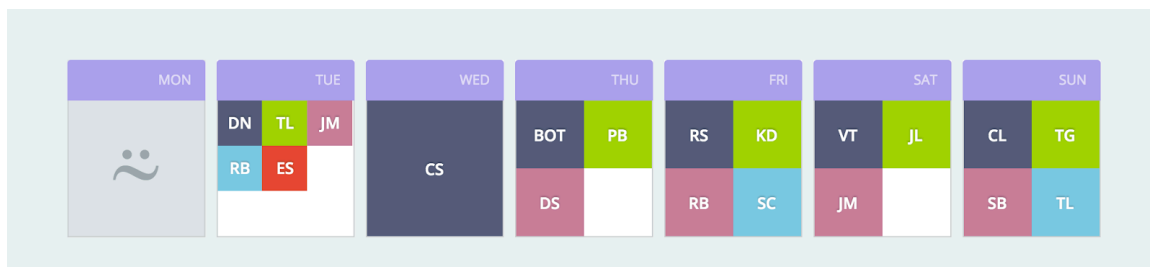 MON TUE WED THU FRI SAT SUN
DN TL JM
RB ES
CS
BOT PB
DS
RS KD
RB SC
VT JL
JM
CL TG
SB TL